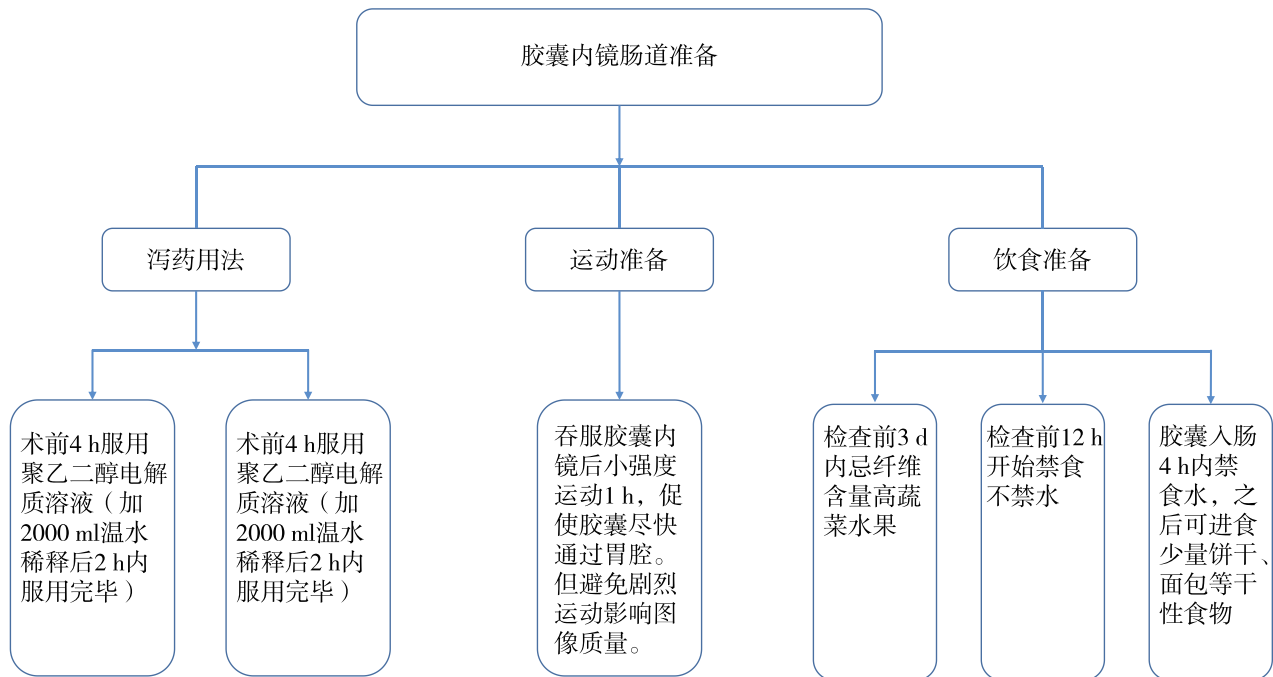 胶囊内镜肠道准备
泻药用法
运动准备
饮食准备
术前4 h服用
聚乙二醇电解
质溶液（加
2000 ml温水
稀释后2 h内
服用完毕）
术前4 h服用
聚乙二醇电解
质溶液（加
2000 ml温水
稀释后2 h内
服用完毕）
吞服胶囊内
镜后小强度
运动1 h，促
使胶囊尽快
通过胃腔。
但避免剧烈
运动影响图
像质量。
检查前3 d
内忌纤维
含量高蔬
菜水果
检查前12 h
开始禁食
不禁水
胶囊入肠
4 h内禁
食水，之
后可进食
少量饼干、
面包等干
性食物